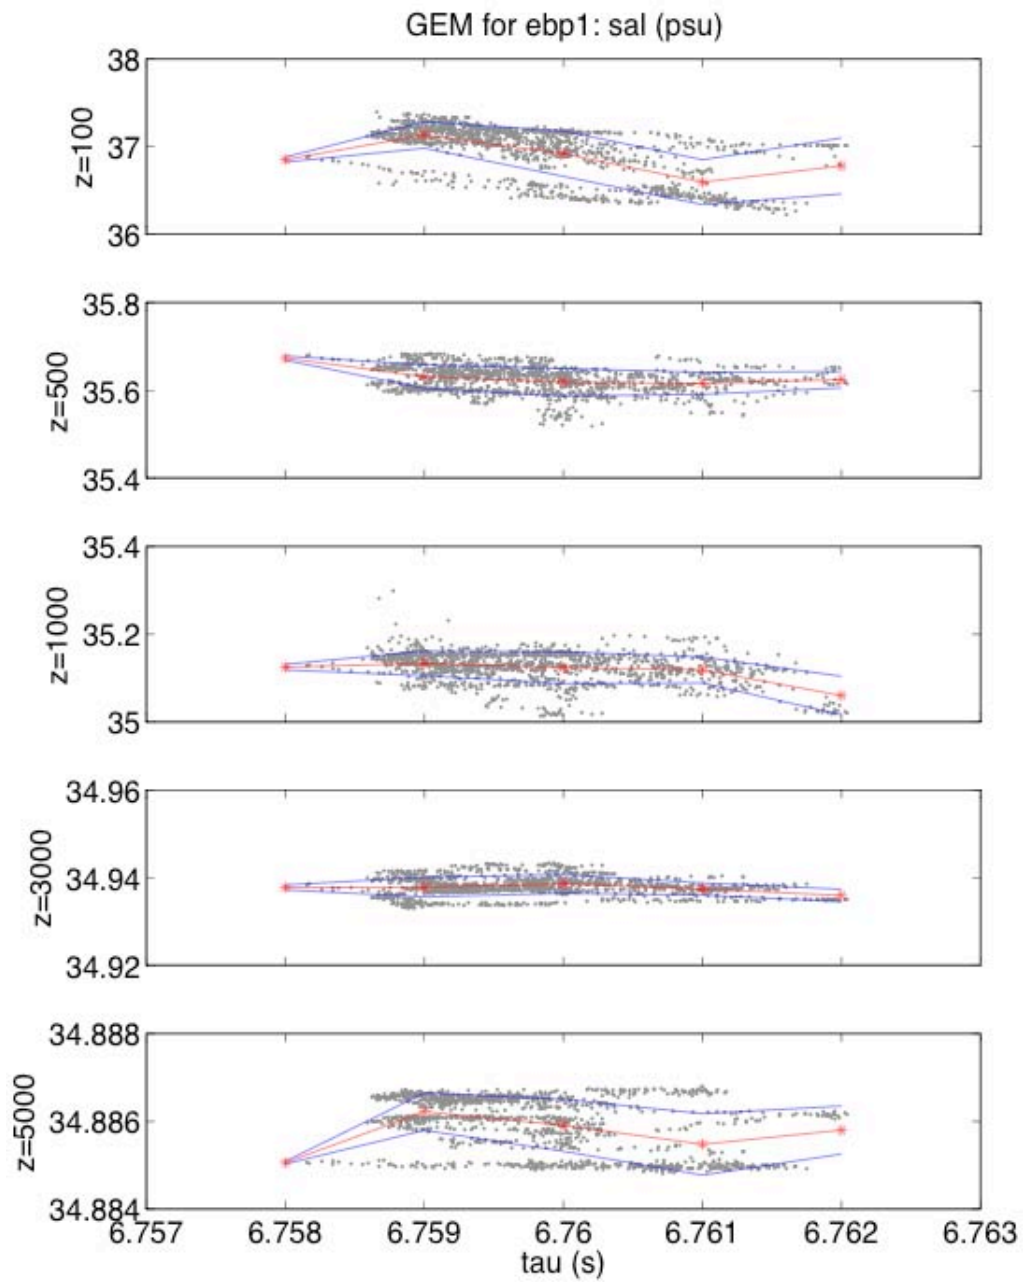 GEM for ebp1: sal (psu)
38
37
36
z=100
35.8
35.6
35.4
z=500
35.4
35.2
35
z=1000
34.96
34.94
34.92
z=3000
34.888
34.886
34.884
z=5000
6.757 6.758 6.759 6.76 6.761 6.762 6.763
tau (s)